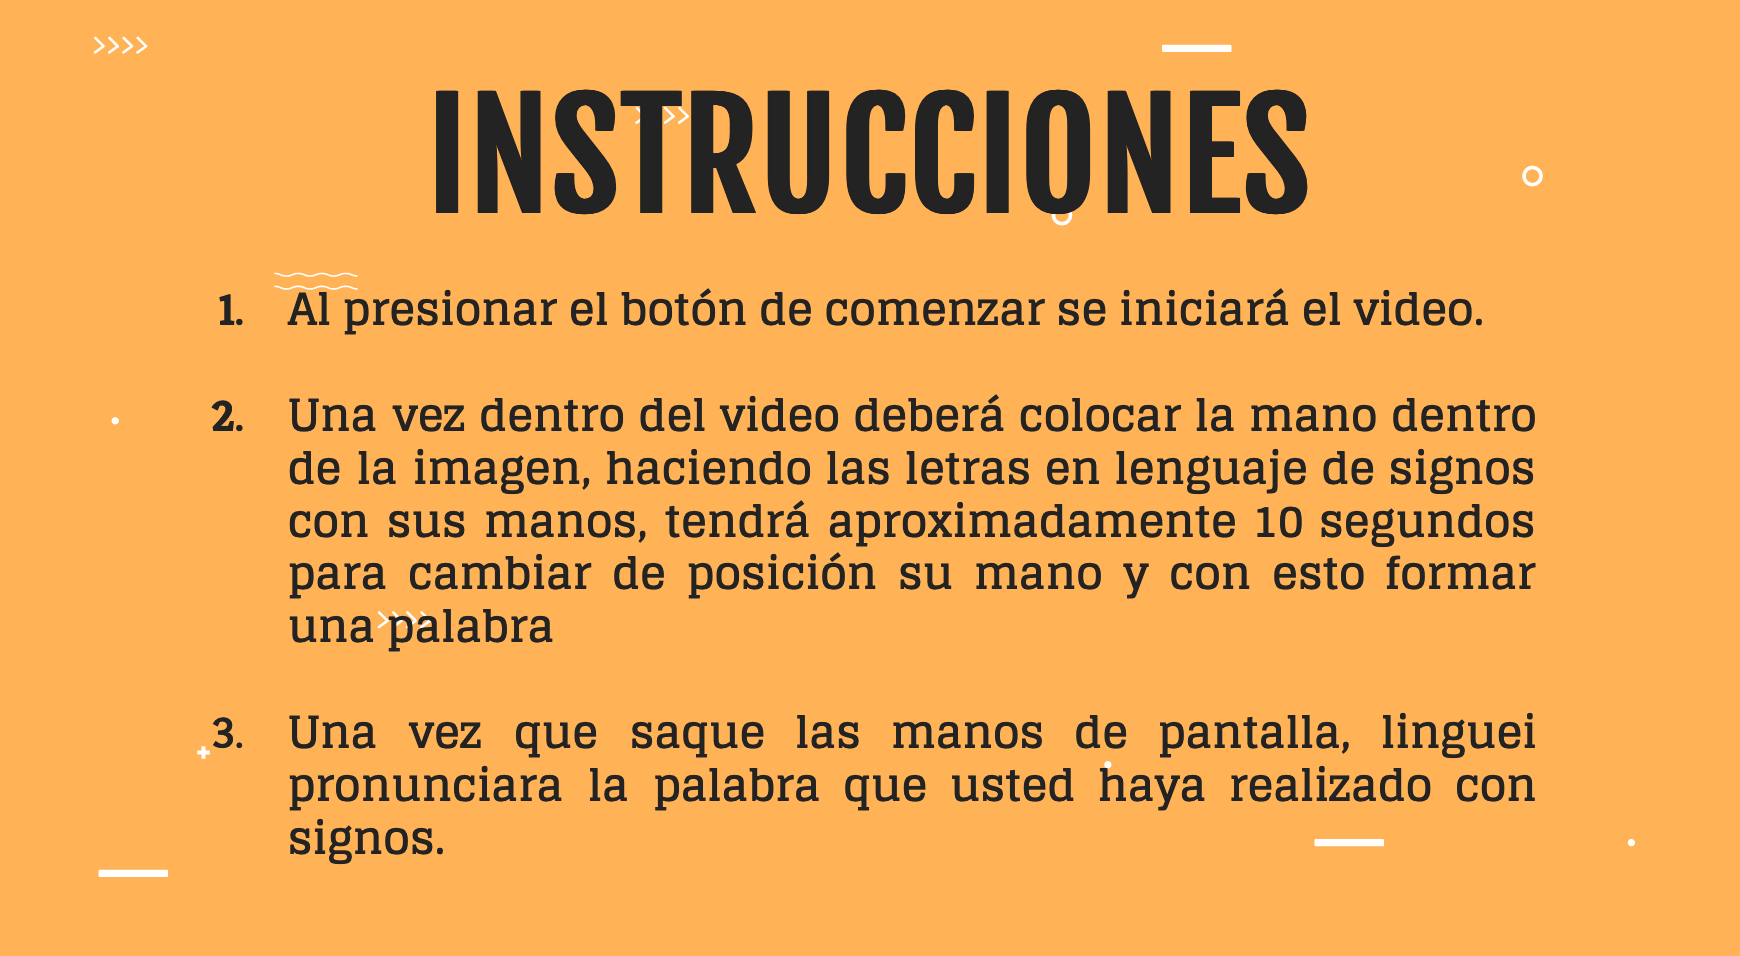 INSTRUCCIONES
1. Al presionar el botón de comenzar se iniciará el video.
2. Una vez dentro del video deberá colocar la mano dentro
de la imagen, haciendo las letras en lenguaje de signos
con sus manos, tendrá aproximadamente 10 segundos
para cambiar de posición su mano y con esto formar
una palabra
3. Una vez que saque las manos de pantalla, linguei
pronunciara la palabra que usted haya realizado con
signos.